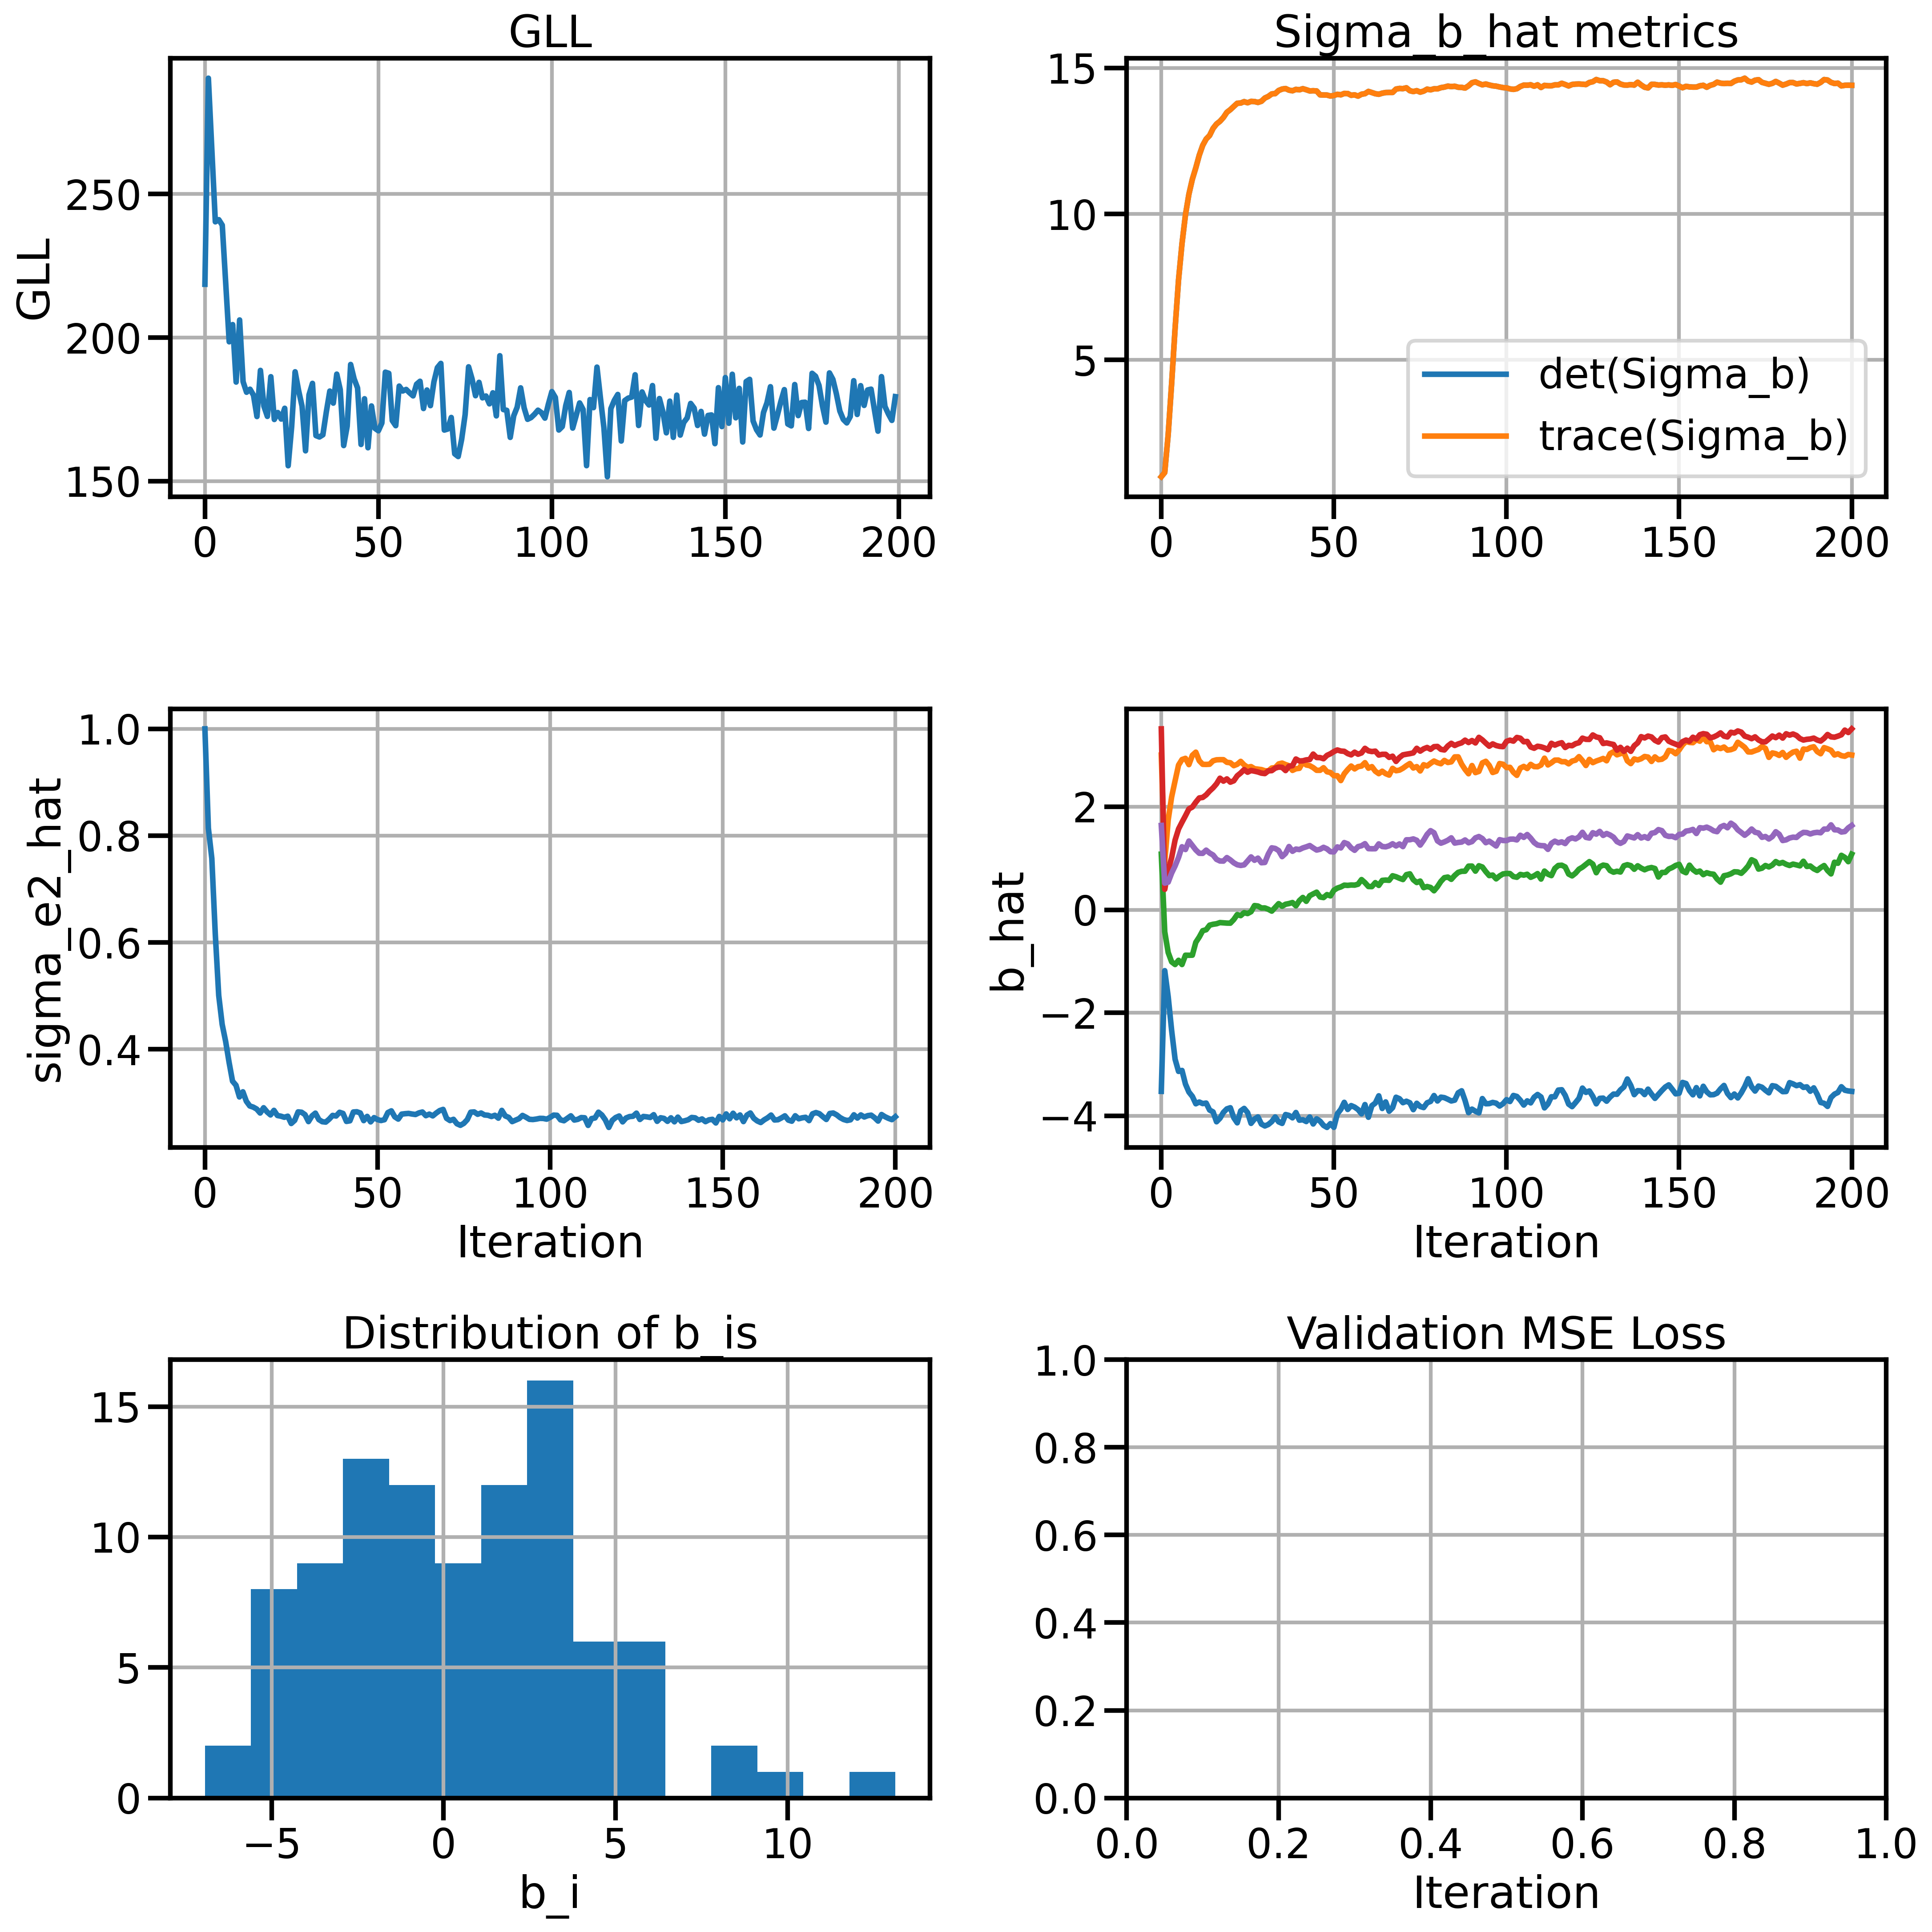 GLL
GLL
250
200
150
0 50 100 150 200
Sigma_b_hat metrics
15
10
5
det(Sigma_b)
trace(Sigma_b)
0 50 100 150 200
sigma_e2_hat
1.0
0.8
0.6
0.4
0 50 100 150 200
Iteration
b_hat
2
0
−2
−4
0 50 100 150 200
Iteration
Distribution of b_is
15
10
5
0
−5 0 5 10
b_i
Validation MSE Loss
1.0
0.8
0.6
0.4
0.2
0.0
0.0 0.2 0.4 0.6 0.8 1.0
Iteration